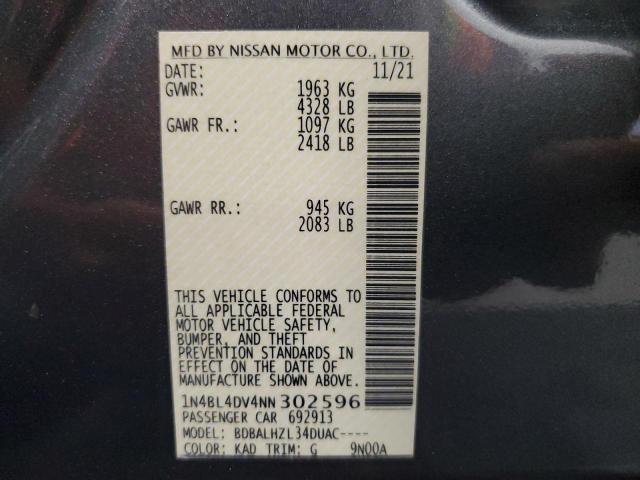 MFD BY NISSAN MOTOR CO., LTD.
DATE: 11/21
GVWR: 1963 KG
4328 LB
GAWR FR.: 1097 KG
2418 LB
GAWR RR.: 945 KG
2083 LB
THIS VEHICLE CONFORMS TO
ALL APPLICABLE FEDERAL
MOTOR VEHICLE SAFETY,
BUMPER, AND THEFT
PREVENTION STANDARDS IN
EFFECT ON THE DATE OF
MANUFACTURE SHOWN ABOVE.
1N4BL4DV4NN302596
PASSENGER CAR 692913
MODEL: BDBALHZL34DUAC----
COLOR: KAD TRIM: G 9N00A